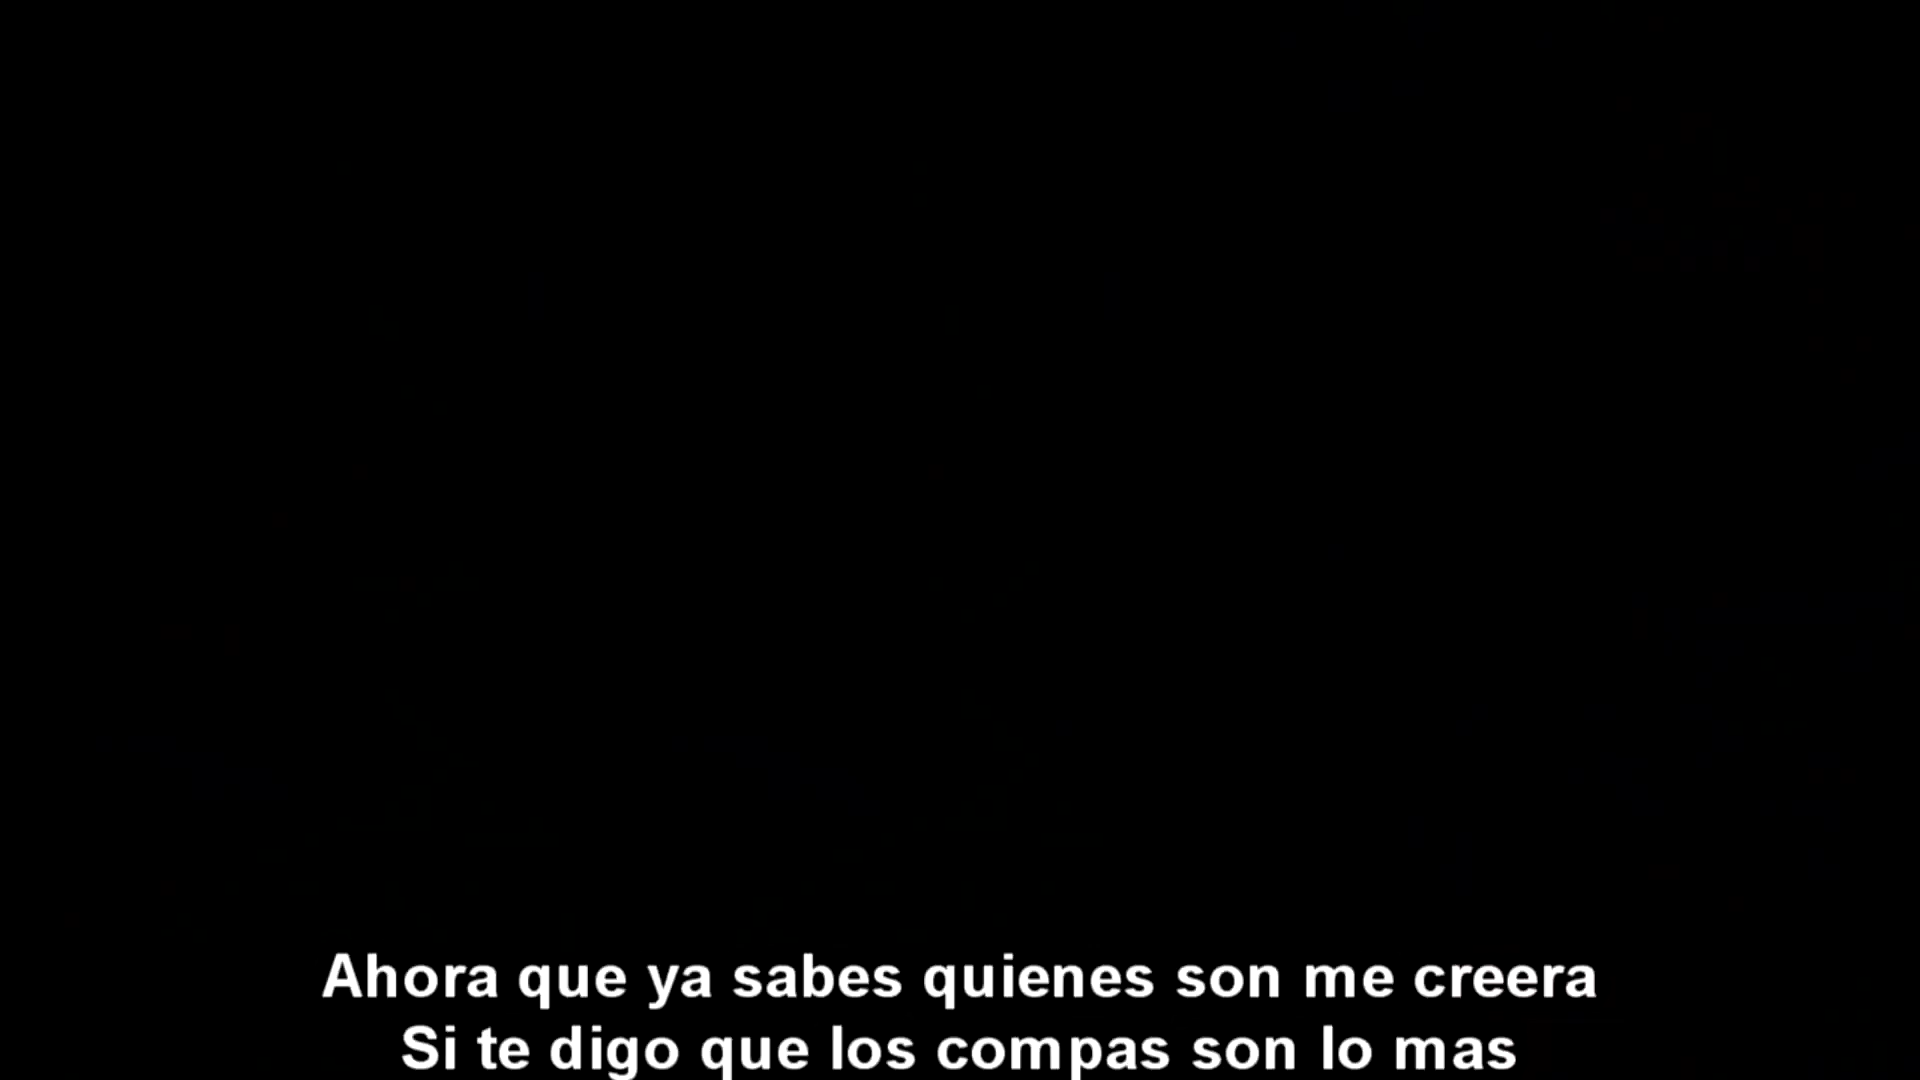 Ahora que ya sabes quienes son me creera
Si te digo que los compas son lo mas